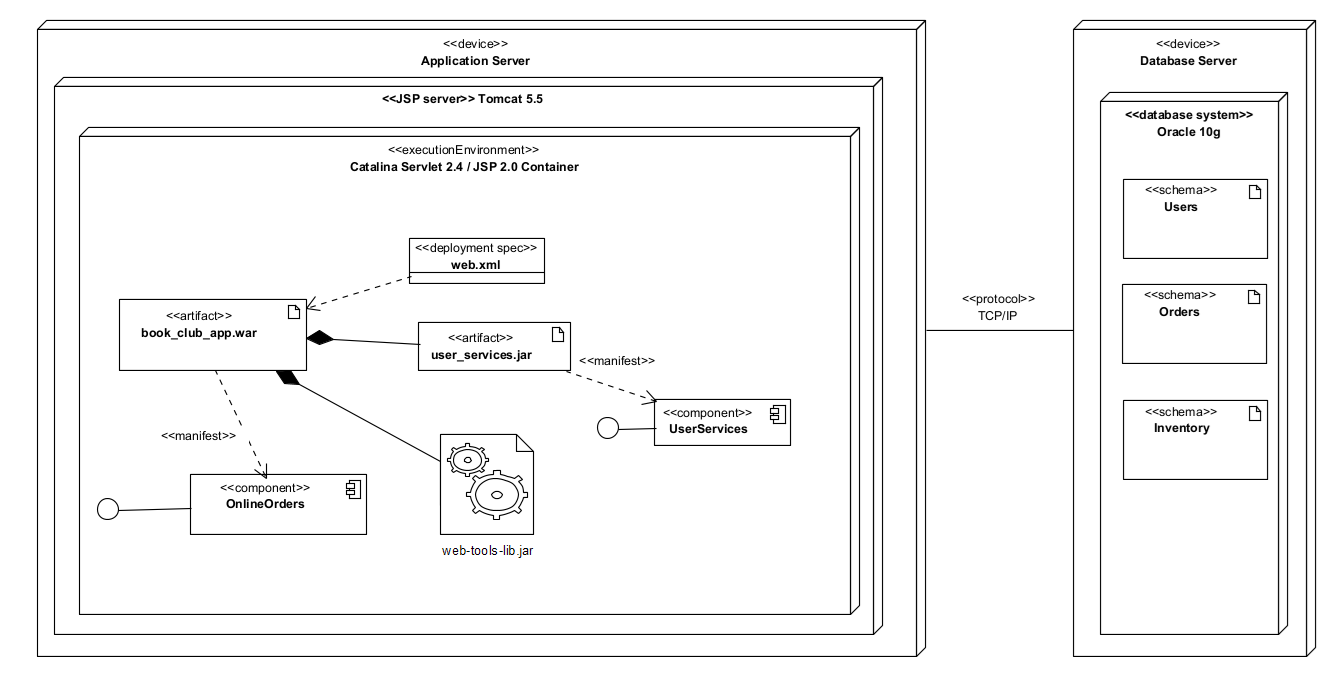 <<device>>
Application Server
<<JSP server>> Tomcat 5.5
<<executionEnvironment>>
Catalina Servlet 2.4 / JSP 2.0 Container
<<deployment spec>>
web.xml
<<artifact>>
book_club_app.war
<<artifact>>
user_services.jar
<<manifest>>
<<component>>
UserServices
<<manifest>>
<<component>>
OnlineOrders
web-tools-lib.jar
<<protocol>>
TCP/IP
<<device>>
Database Server
<<database system>>
Oracle 10g
<<schema>>
Users
<<schema>>
Orders
<<schema>>
Inventory